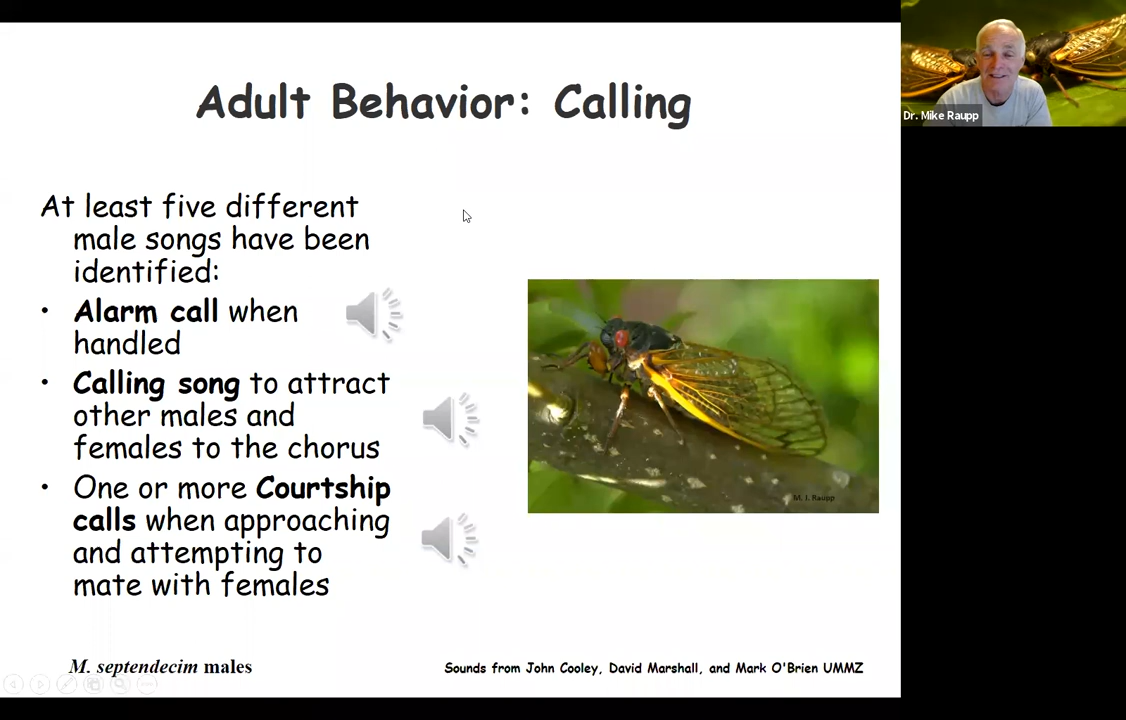 Adult Behavior: Calling
Dr. Mike Raupp
At least five different
male songs have been
identified:
• Alarm call when
handled
• Calling song to attract
other males and
females to the chorus
• One or more Courtship
calls when approaching
and attempting to
mate with females
M. J. Raupp
M. septendecim males
Sounds from John Cooley, David Marshall, and Mark O'Brien UMMZ